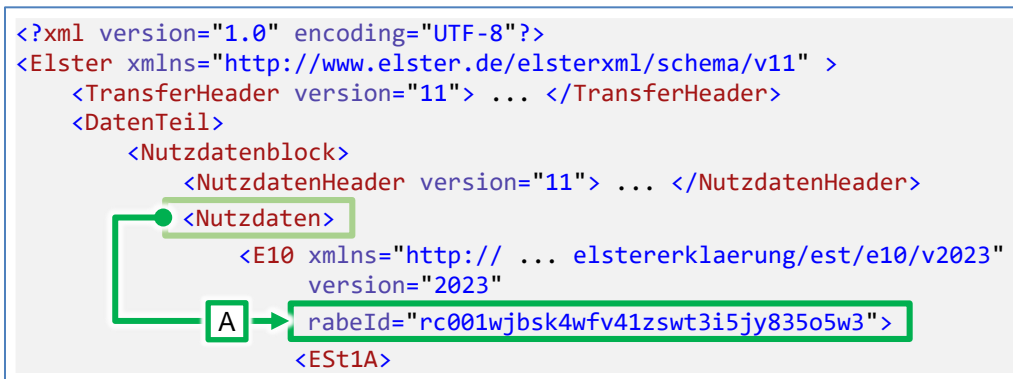 <?xml version="1.0" encoding="UTF-8"?>
<Elster xmlns="http://www.elster.de/elsterxml/schema/v11" >
<TransferHeader version="11"> ... </TransferHeader>
<DatenTeil>
<Nutzdatenblock>
<NutzdatenHeader version="11"> ... </NutzdatenHeader>
<Nutzdaten>
<E10 xmlns="http:// ... elstererklaerung/est/e10/v2023"
version="2023"
A rabeId="rc001wjbsk4wfv41zswt3i5jy835o5w3">
<ESt1A>